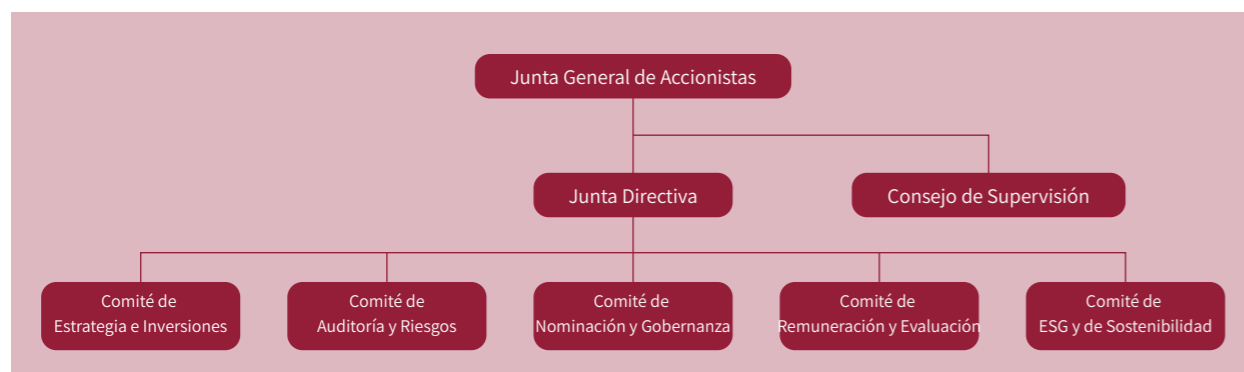 Junta General de Accionistas
Junta Directiva
Consejo de Supervisión
Comité de
Estrategia e Inversiones
Comité de
Auditoría y Riesgos
Comité de
Nominación y Gobernanza
Comité de
Remuneración y Evaluación
Comité de
ESG y de Sostenibilidad